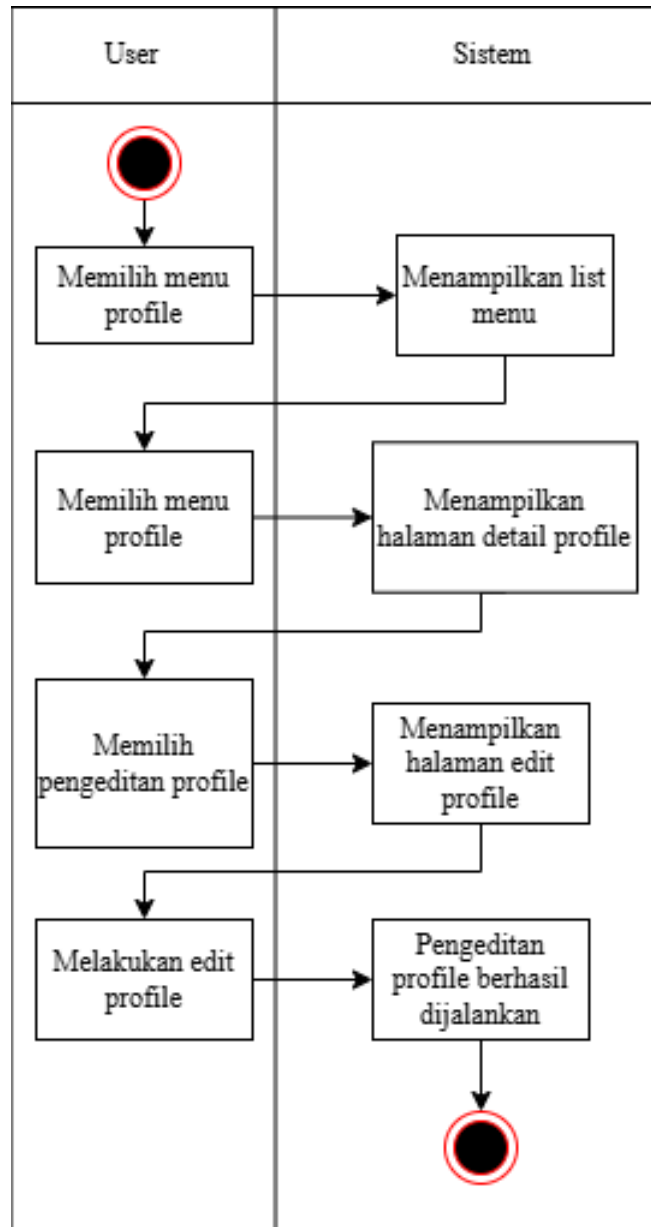 User
Sistem
Memilih menu
profile
Menampilkan list
menu
Memilih menu
profile
Menampilkan
halaman detail profile
Memilih
pengeditan profile
Menampilkan
halaman edit
profile
Melakukan edit
profile
Pengeditan
profile berhasil
dijalankan